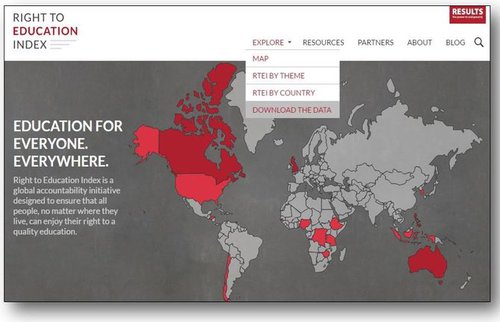 RIGHT TO
EDUCATION
INDEX
RESULTS
EXPLORE RESOURCES PARTNERS ABOUT BLOG
MAP
RTEI BY THEME
RTEI BY COUNTRY
DOWNLOAD THE DATA
EDUCATION FOR
EVERYONE.
EVERYWHERE.
Right to Education Index is a
global accountability initiative
designed to ensure that all
people, no matter where they
live, can enjoy their right to a
quality education.